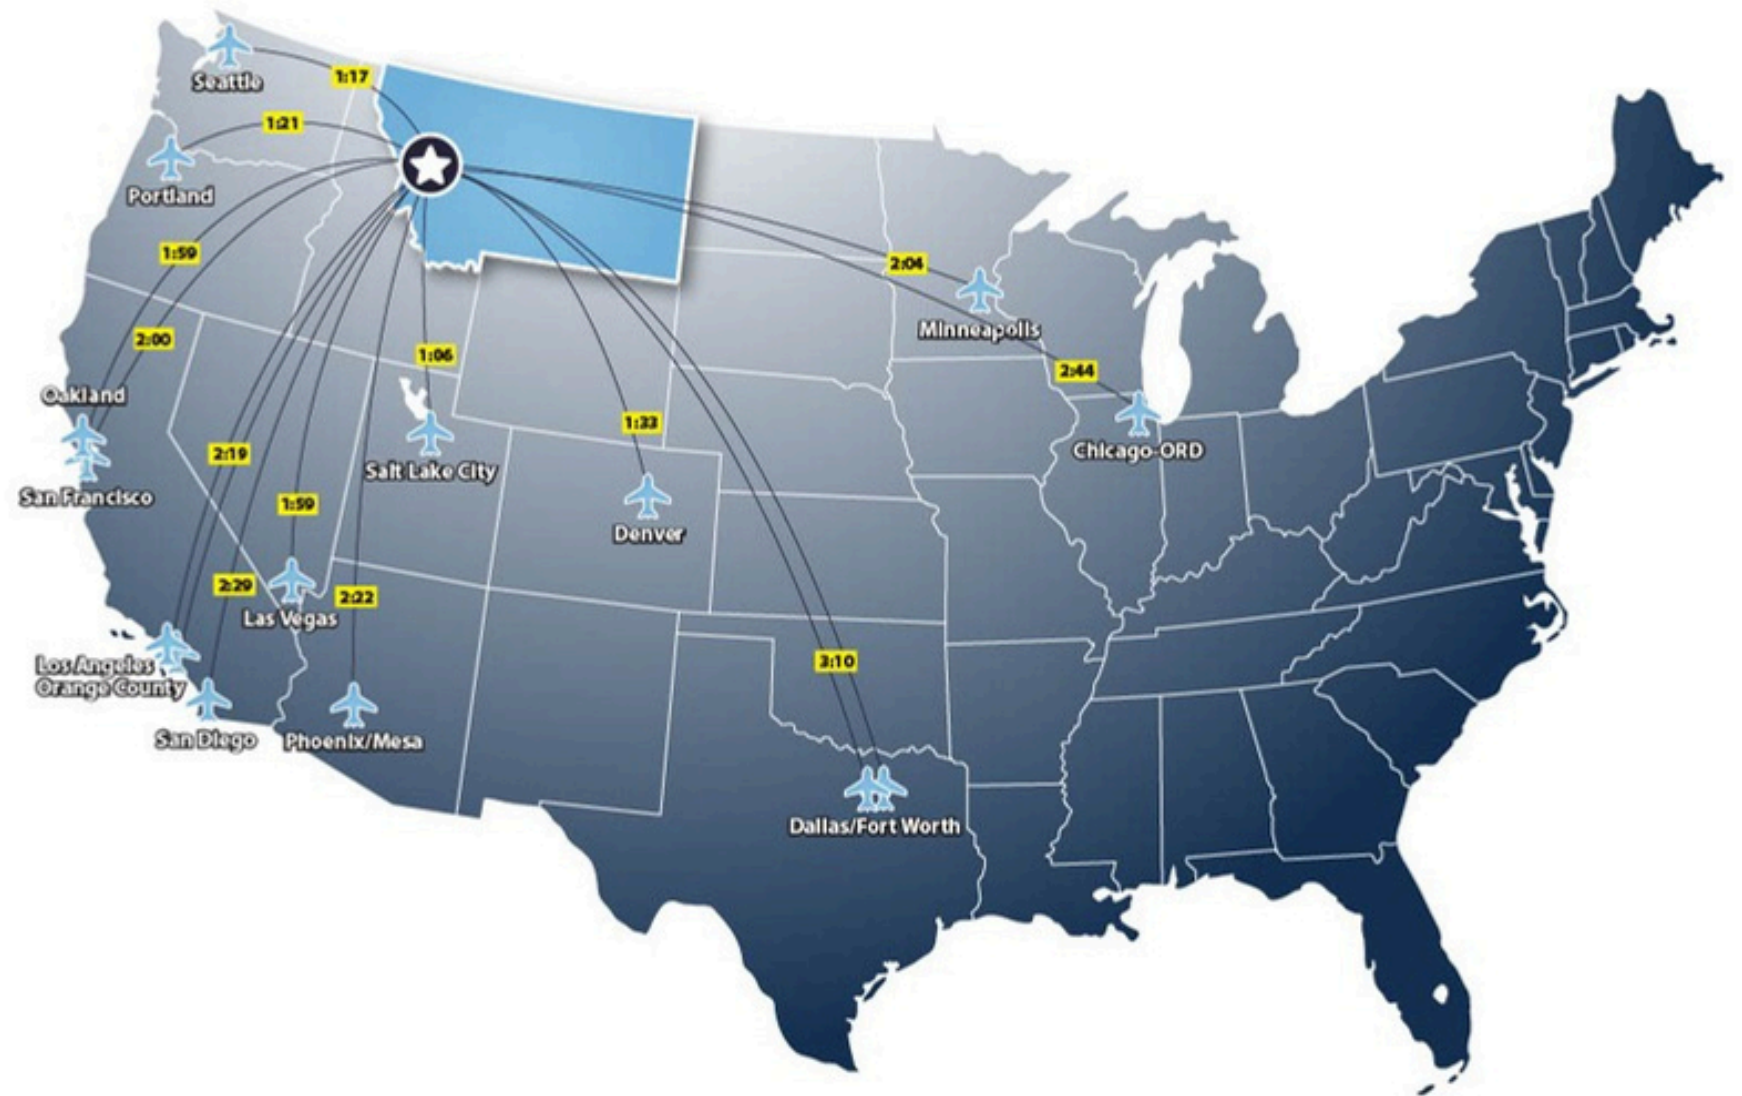 Seattle
1:17
1:21
Portland
1:59
2:04
Minneapolis
2:00
1:06
2:44
Oakland
1:33
Chicago-ORD
2:19
Salt Lake City
San Francisco
1:59
Denver
2:29
2:22
Las Vegas
3:10
Los Angeles
Orange County
San Diego
Phoenix/Mesa
Dallas/Fort Worth